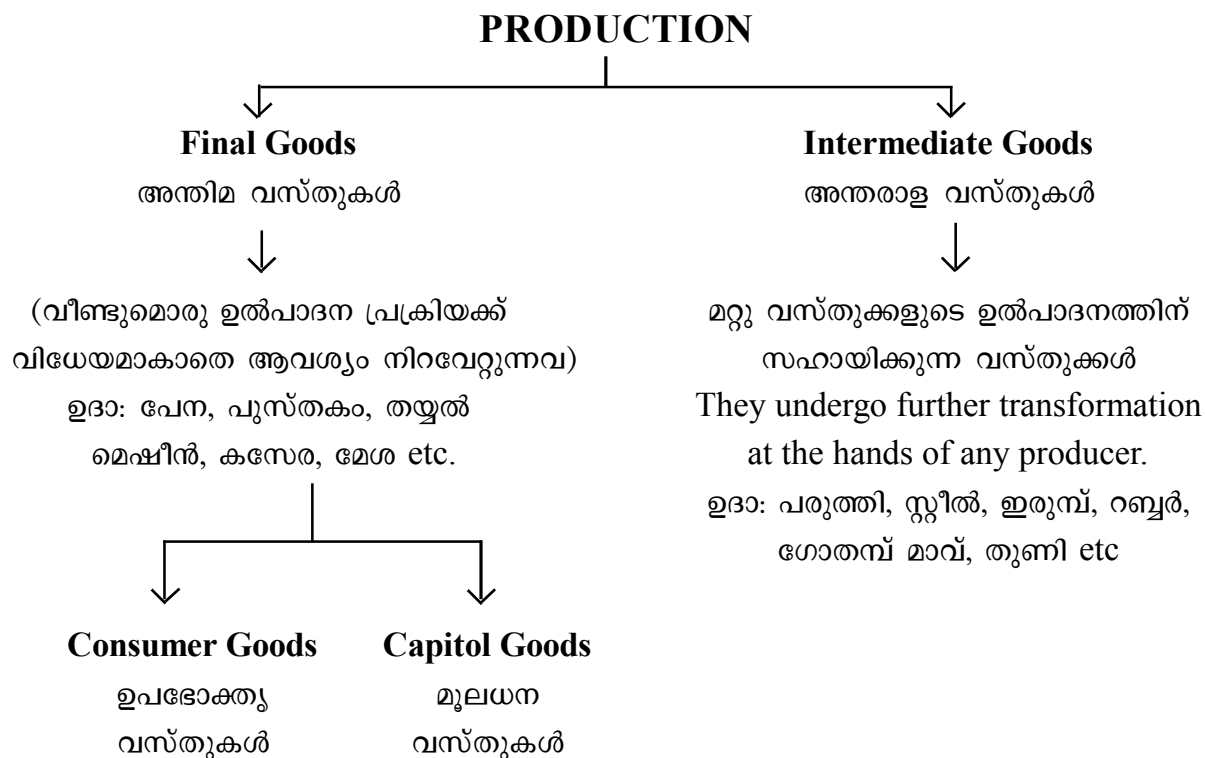 PRODUCTION
Final Goods
അന്തിമ വസ്തുകൾ
(വീണ്ടുമൊരു ഉൽപാദന പ്രക്രിയക്ക്
വിധേയമാകാതെ ആവശ്യം നിറവേറ്റുന്നവ)
ഉദാ: പേന, പുസ്തകം, തയ്യൽ
മെഷീൻ, കസേര, മേശ etc.
Consumer Goods
ഉപഭോക്തൃ
വസ്തുകൾ
Capitol Goods
മൂലധന
വസ്തുകൾ
Intermediate Goods
അന്തരാള വസ്തുകൾ
മറ്റു വസ്തുക്കളുടെ ഉൽപാദനത്തിന്
സഹായിക്കുന്ന വസ്തുക്കൾ
They undergo further transformation
at the hands of any producer.
ഉദാ: പരുത്തി, സ്റ്റീൽ, ഇരുമ്പ്, റബ്ബർ,
ഗോതമ്പ് മാവ്, തുണി etc